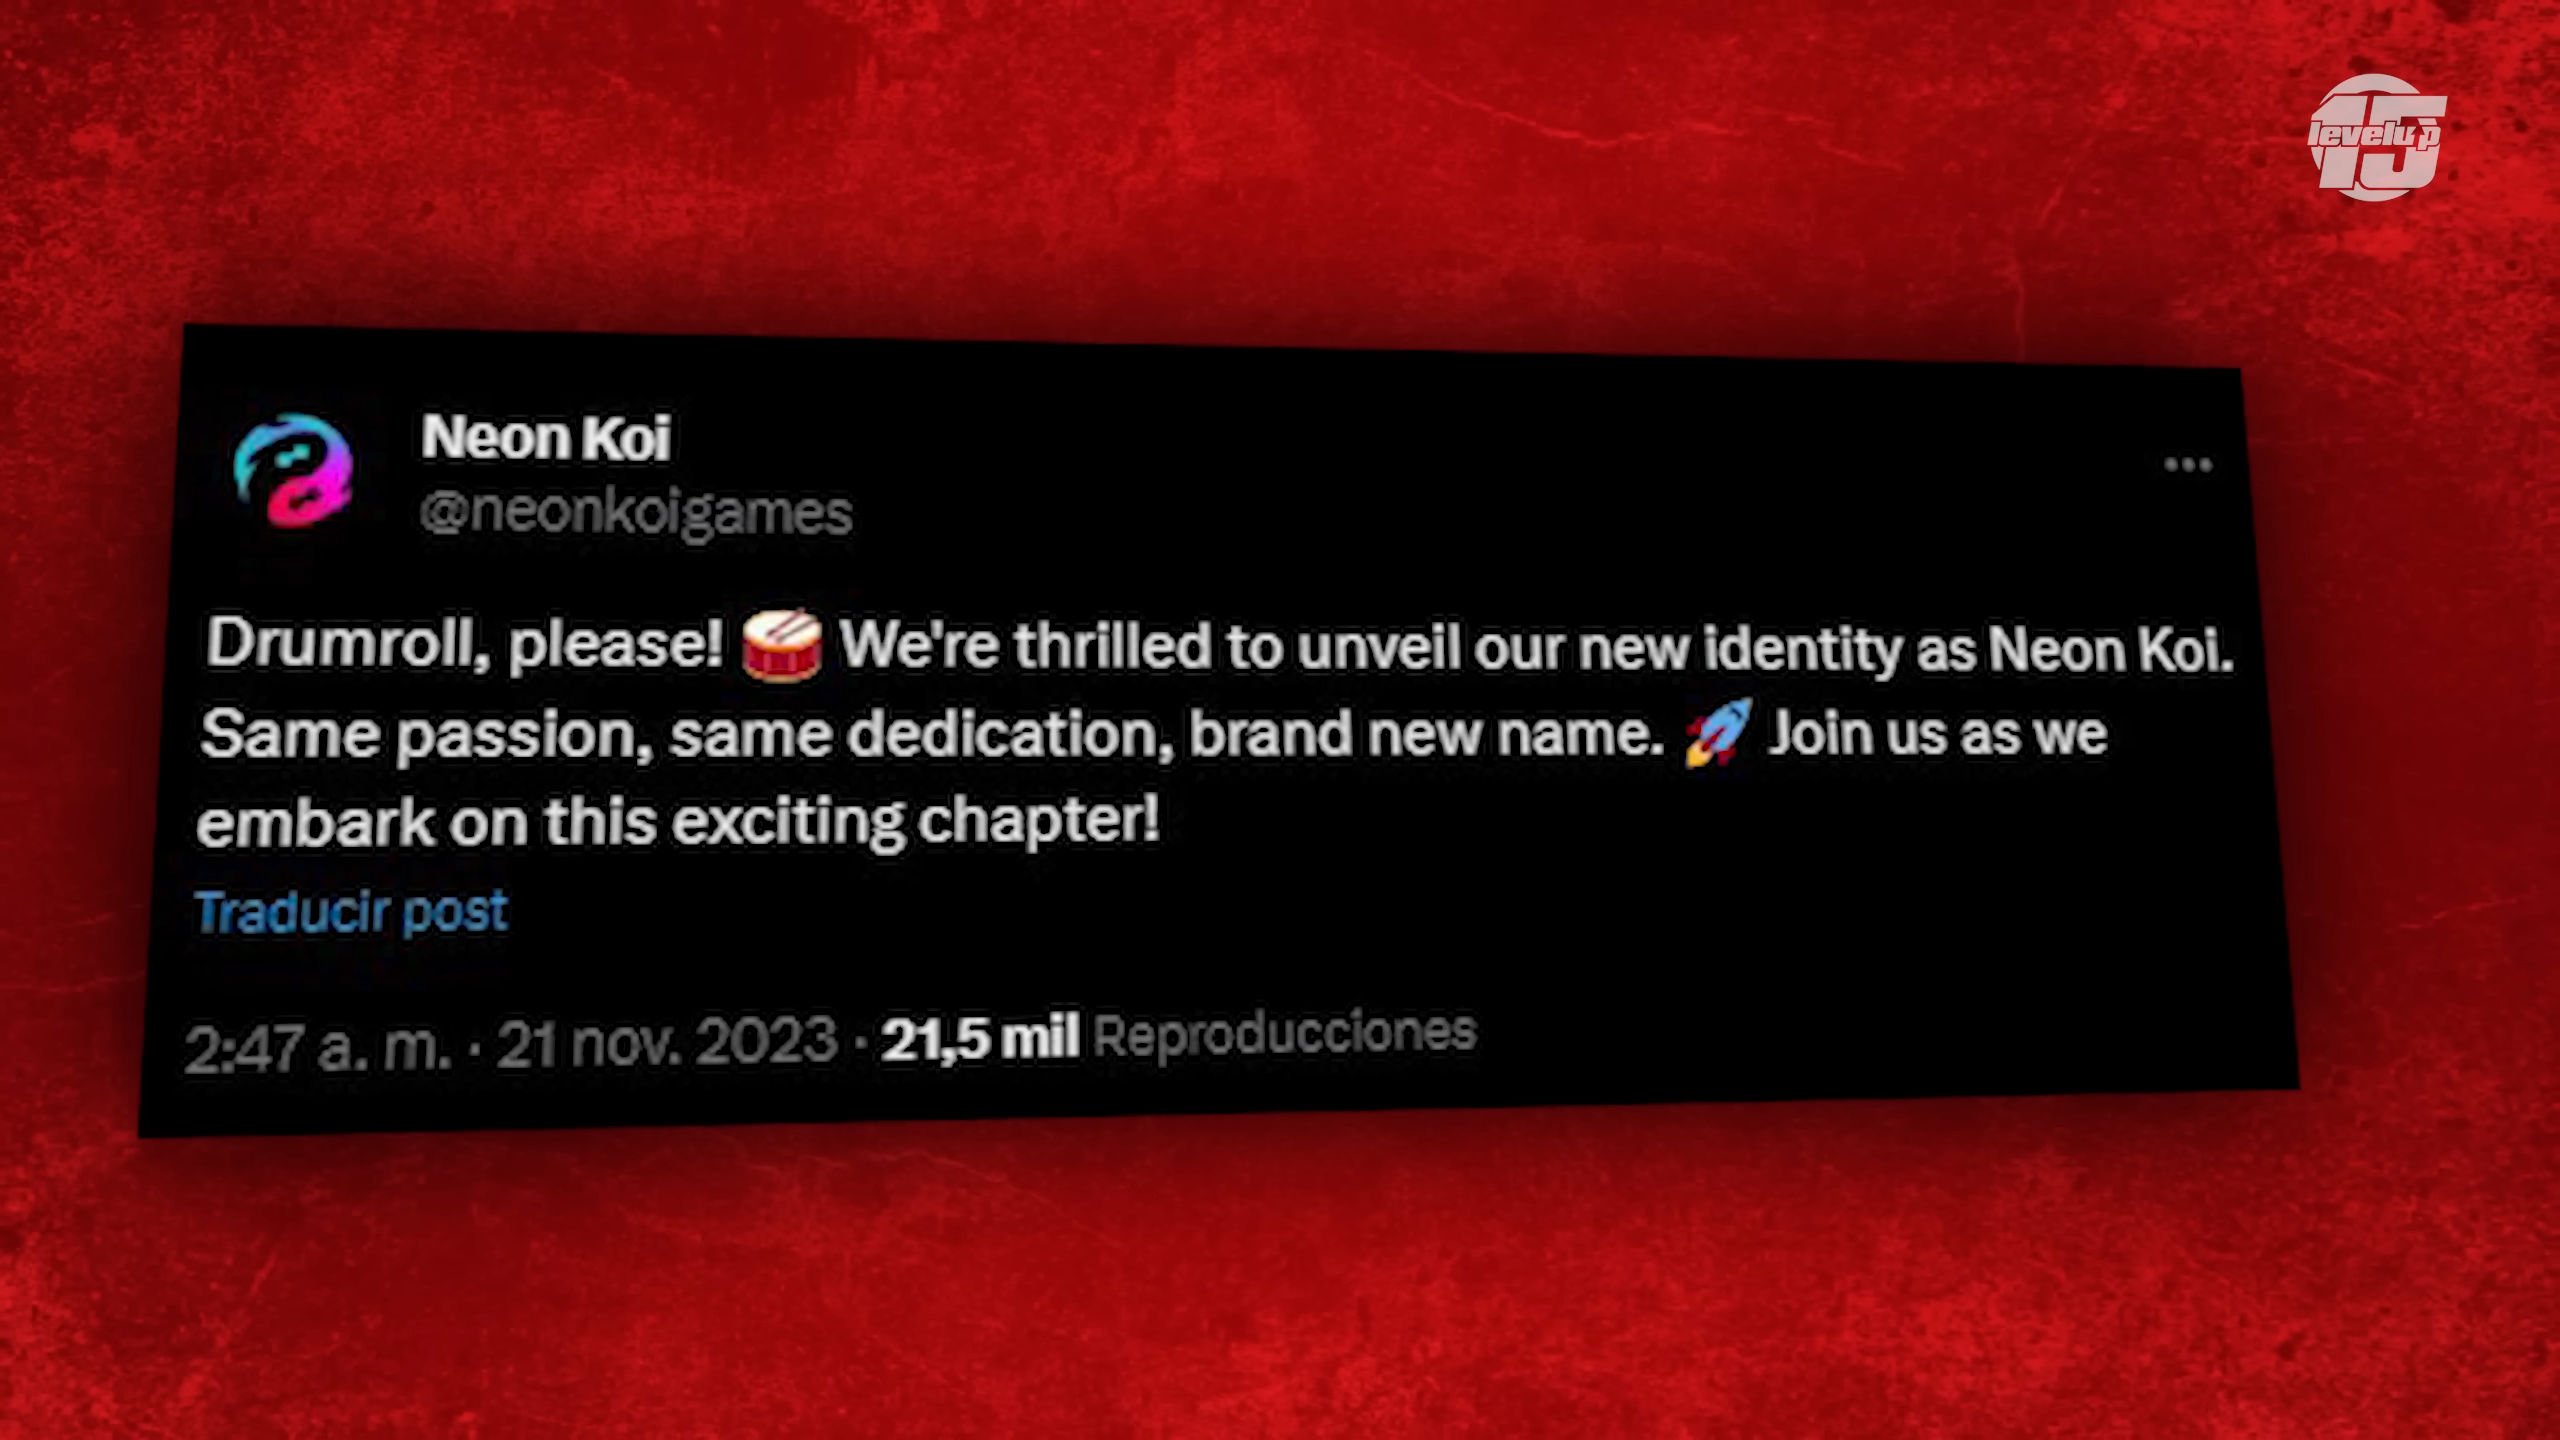 15
levelup
Neon Koi
@neonkoigames
Drumroll, please! 🥁 We're thrilled to unveil our new identity as Neon Koi.
Same passion, same dedication, brand new name. 🚀 Join us as we
embark on this exciting chapter!
Traducir post
2:47 a. m. · 21 nov. 2023 · 21,5 mil Reproducciones